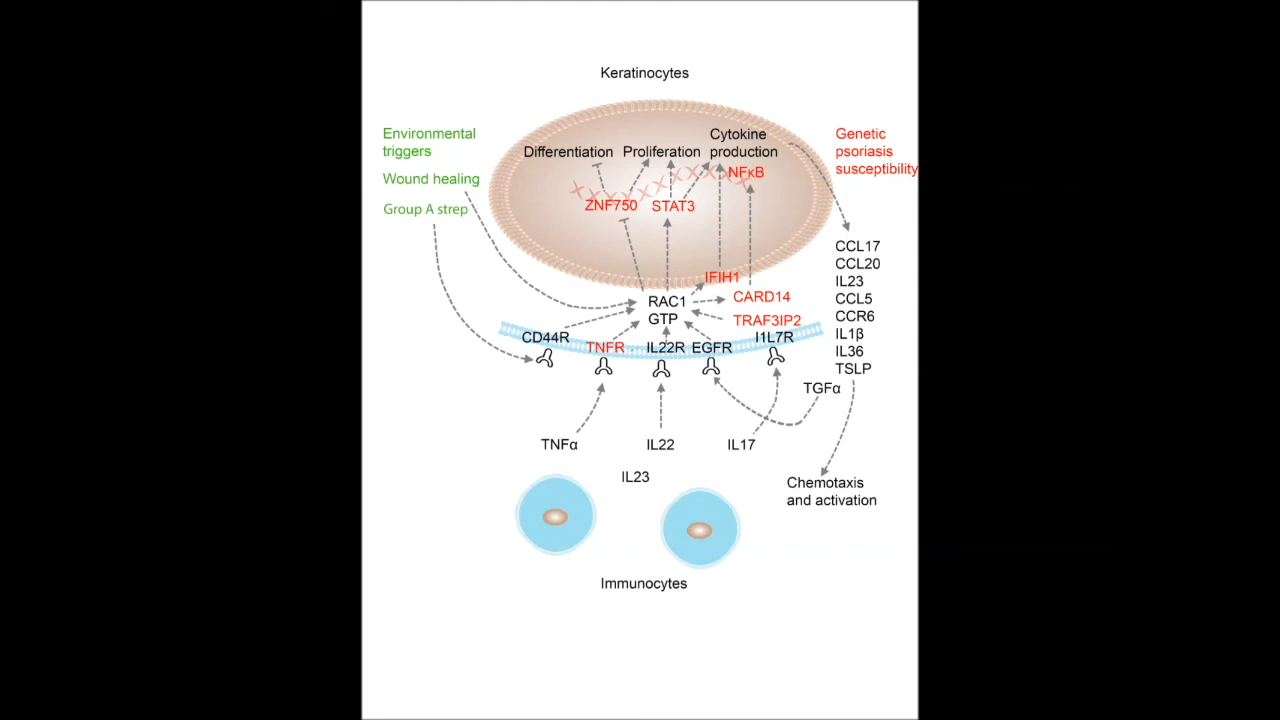 Keratinocytes
Environmental
triggers
Wound healing
Group A strep
Genetic
psoriasis
susceptibility
Differentiation
Proliferation
Cytokine
production
NFκB
ZNF750
STAT3
IFIH1
CARD14
TRAF3IP2
RAC1
GTP
CD44R
TNFR
IL22R
EGFR
I1L7R
CCL17
CCL20
IL23
CCL5
CCR6
IL1β
IL36
TSLP
TGFα
TNFα
IL22
IL17
IL23
Chemotaxis
and activation
Immunocytes